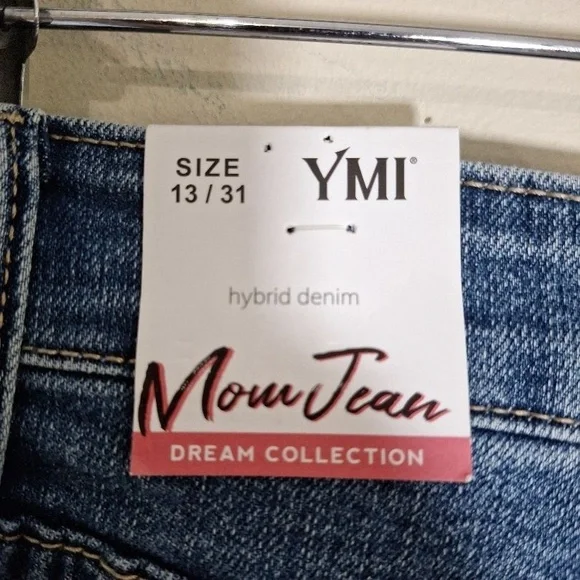 SIZE
13 / 31
YMI®
hybrid denim
Mom Jean
DREAM COLLECTION